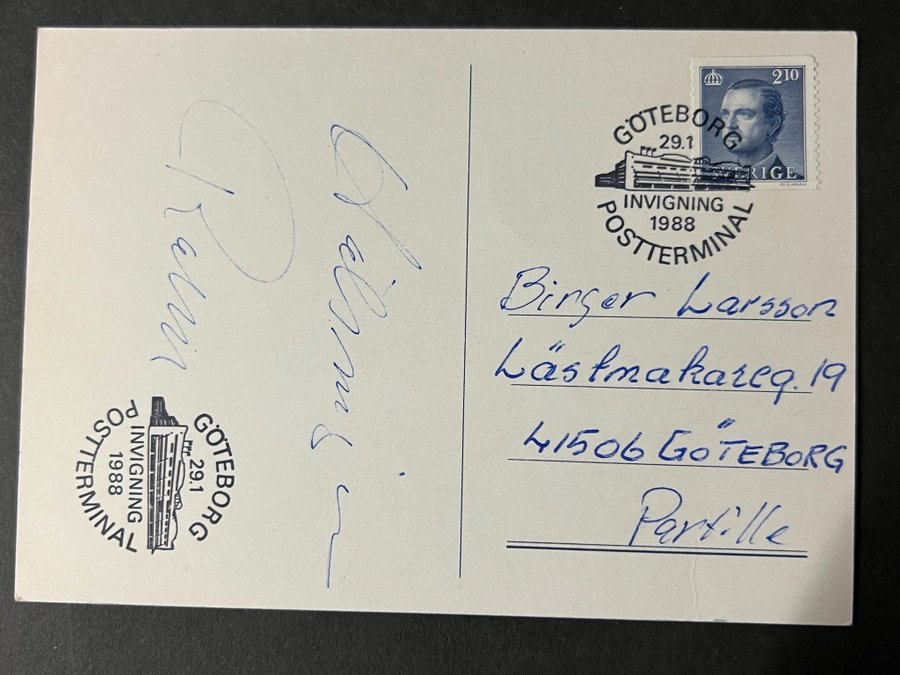 2 10
SVERIGE
GÖTEBORG
29.1
INVIGNING
1988
POSTTERMINAL
Birger Larsson
Lästmakareg. 19
41506 GÖTEBORG
Partille
Hälsningar
GÖTEBORG
29.1
INVIGNING
1988
POSTTERMINAL